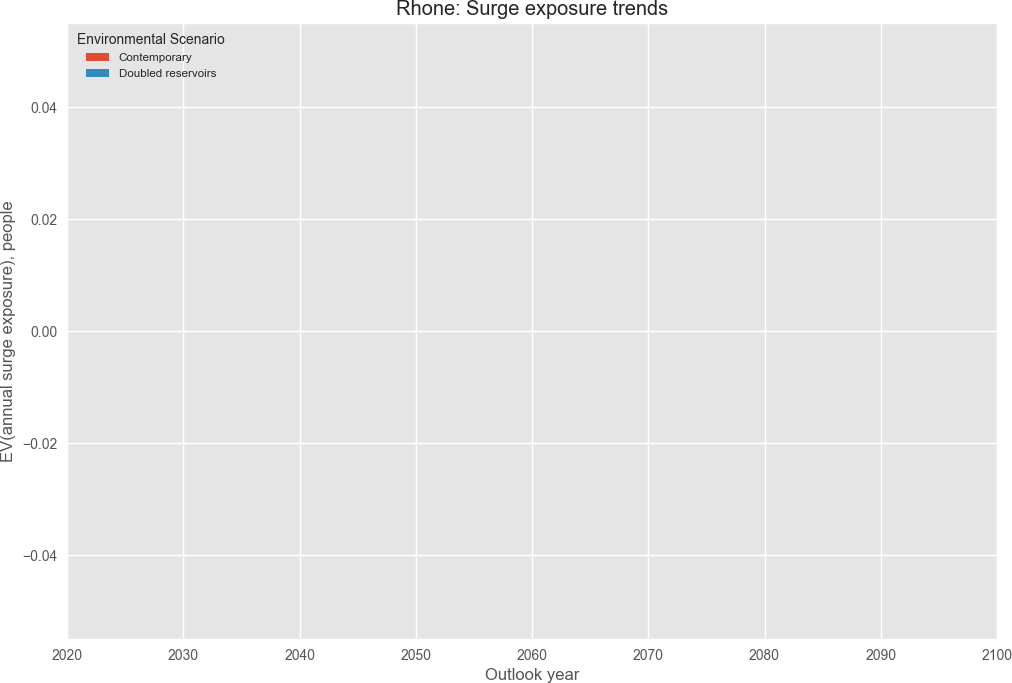 Rhone: Surge exposure trends
Environmental Scenario
Contemporary
Doubled reservoirs
EV(annual surge exposure), people
0.04
0.02
0.00
−0.02
−0.04
2020 2030 2040 2050 2060 2070 2080 2090 2100
Outlook year